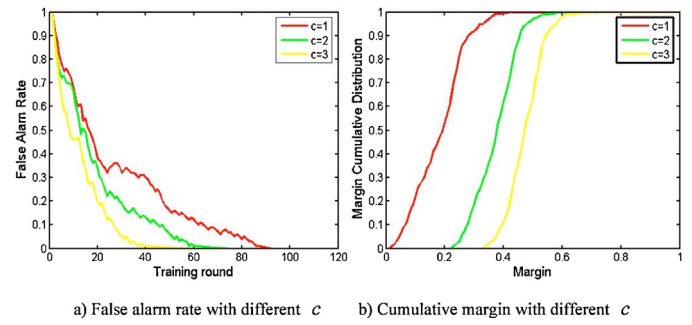 False Alarm Rate
1
0.9
0.8
0.7
0.6
0.5
0.4
0.3
0.2
0.1
0
0 20 40 60 80 100 120
Training round
c=1
c=2
c=3
Margin Cumulative Distribution
1
0.9
0.8
0.7
0.6
0.5
0.4
0.3
0.2
0.1
0
0 0.2 0.4 0.6 0.8 1
Margin
c=1
c=2
c=3
a) False alarm rate with different c
b) Cumulative margin with different c